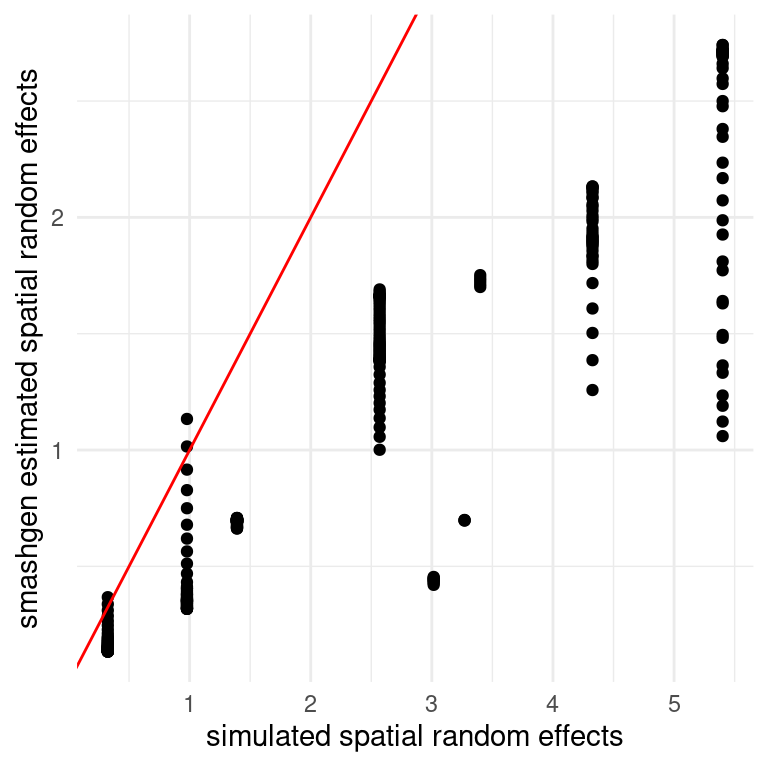 smashgen estimated spatial random effects
2
1
1 2 3 4 5
simulated spatial random effects